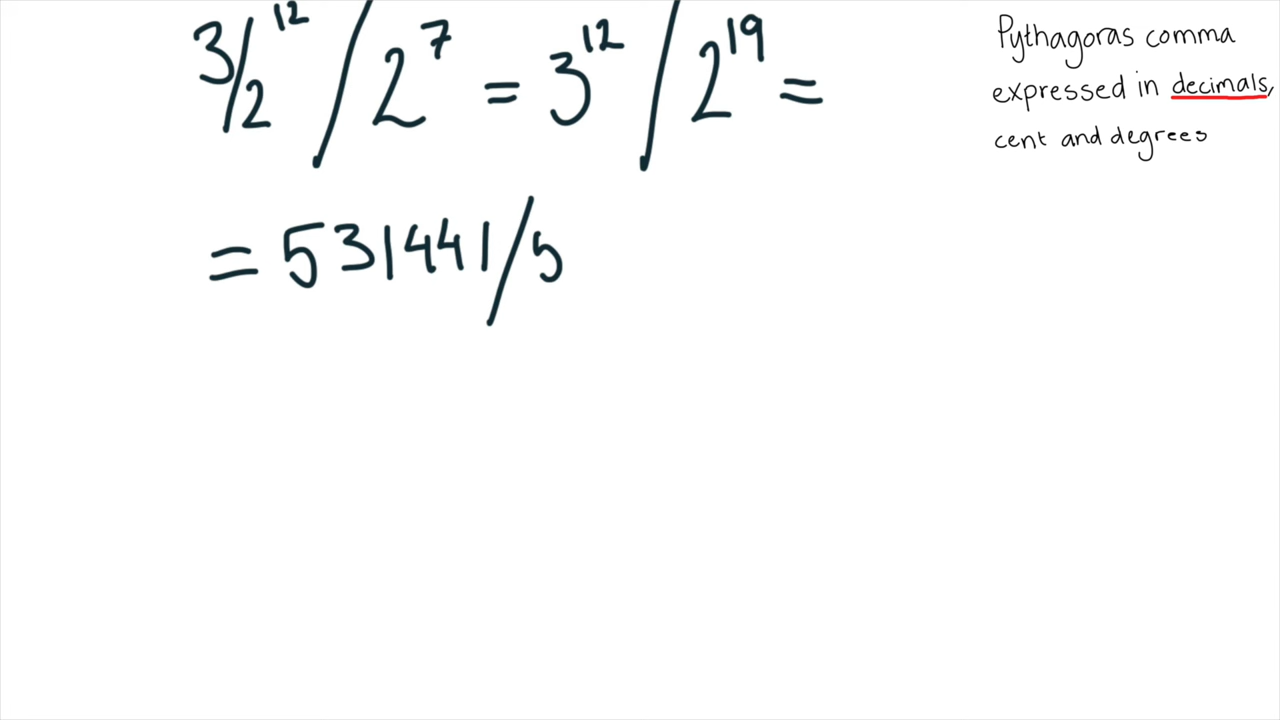 3/2^12 / 2^7 = 3^12 / 2^19 =
= 531441/5
Pythagoras comma
expressed in decimals,
cent and degrees